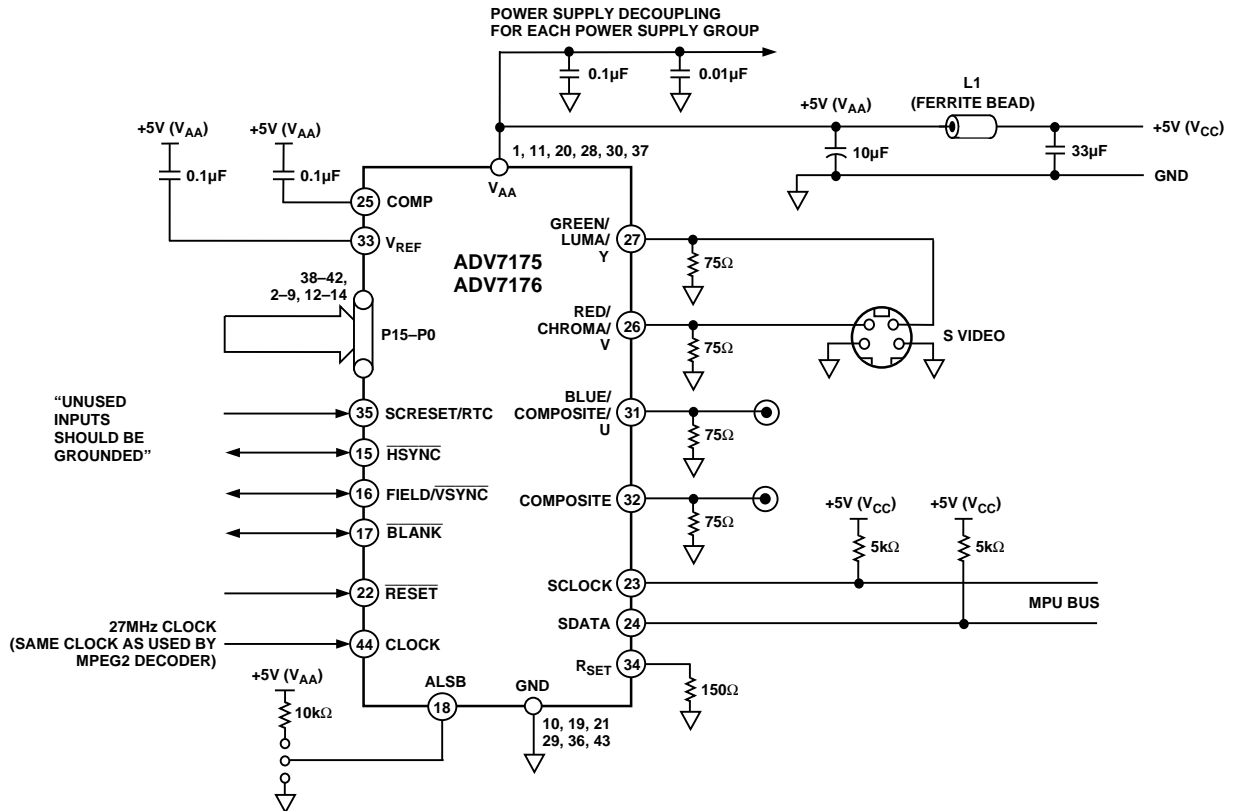 POWER SUPPLY DECOUPLING
FOR EACH POWER SUPPLY GROUP
0.1µF
0.01µF
L1
(FERRITE BEAD)
+5V (VAA)
+5V (VCC)
10µF
33µF
GND
+5V (VAA)
+5V (VAA)
0.1µF
0.1µF
1, 11, 20, 28, 30, 37
VAA
25 COMP
33 VREF
ADV7175
ADV7176
GREEN/
LUMA/
Y
27
75Ω
38–42,
2–9, 12–14
P15–P0
RED/
CHROMA/
V
26
75Ω
S VIDEO
"UNUSED
INPUTS
SHOULD BE
GROUNDED"
35 SCRESET/RTC
15 HSYNC
16 FIELD/VSYNC
17 BLANK
22 RESET
BLUE/
COMPOSITE/
U
31
75Ω
COMPOSITE 32
75Ω
+5V (VCC)
+5V (VCC)
5kΩ
5kΩ
SCLOCK 23
MPU BUS
SDATA 24
27MHz CLOCK
(SAME CLOCK AS USED BY
MPEG2 DECODER)
44 CLOCK
RSET 34
150Ω
+5V (VAA)
10kΩ
ALSB
18
GND
10, 19, 21
29, 36, 43